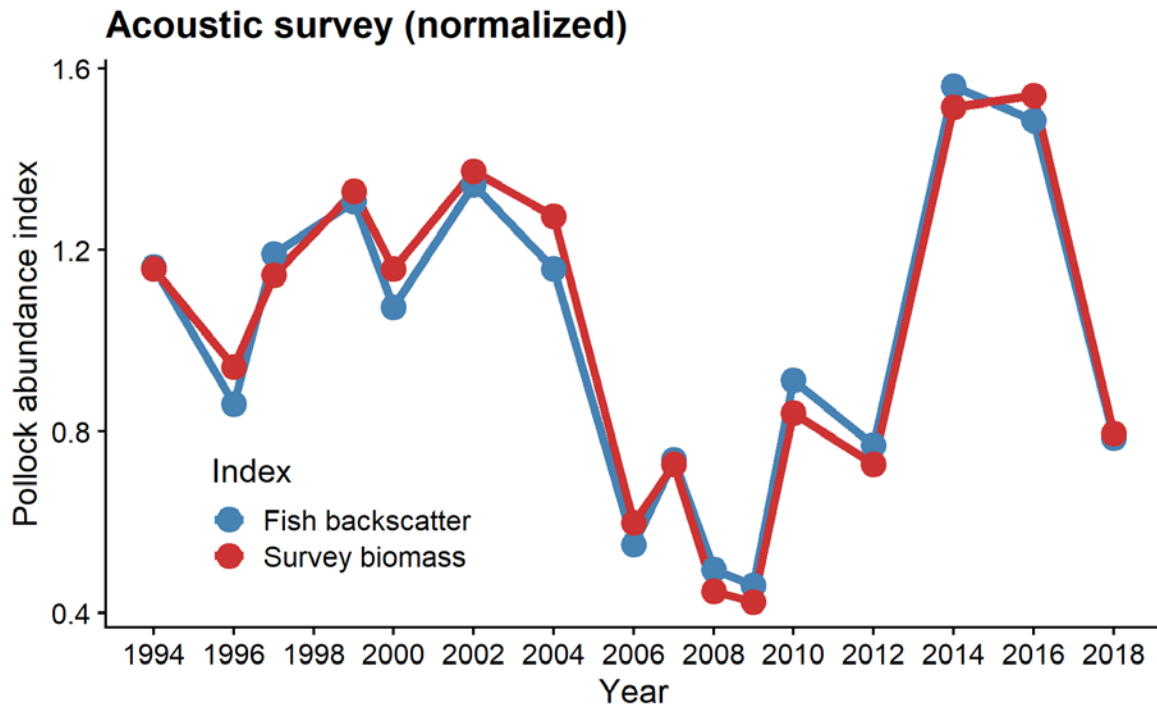 Acoustic survey (normalized)
Pollock abundance index
1.6
1.2
0.8
0.4
Index
Fish backscatter
Survey biomass
1994 1996 1998 2000 2002 2004 2006 2008 2010 2012 2014 2016 2018
Year